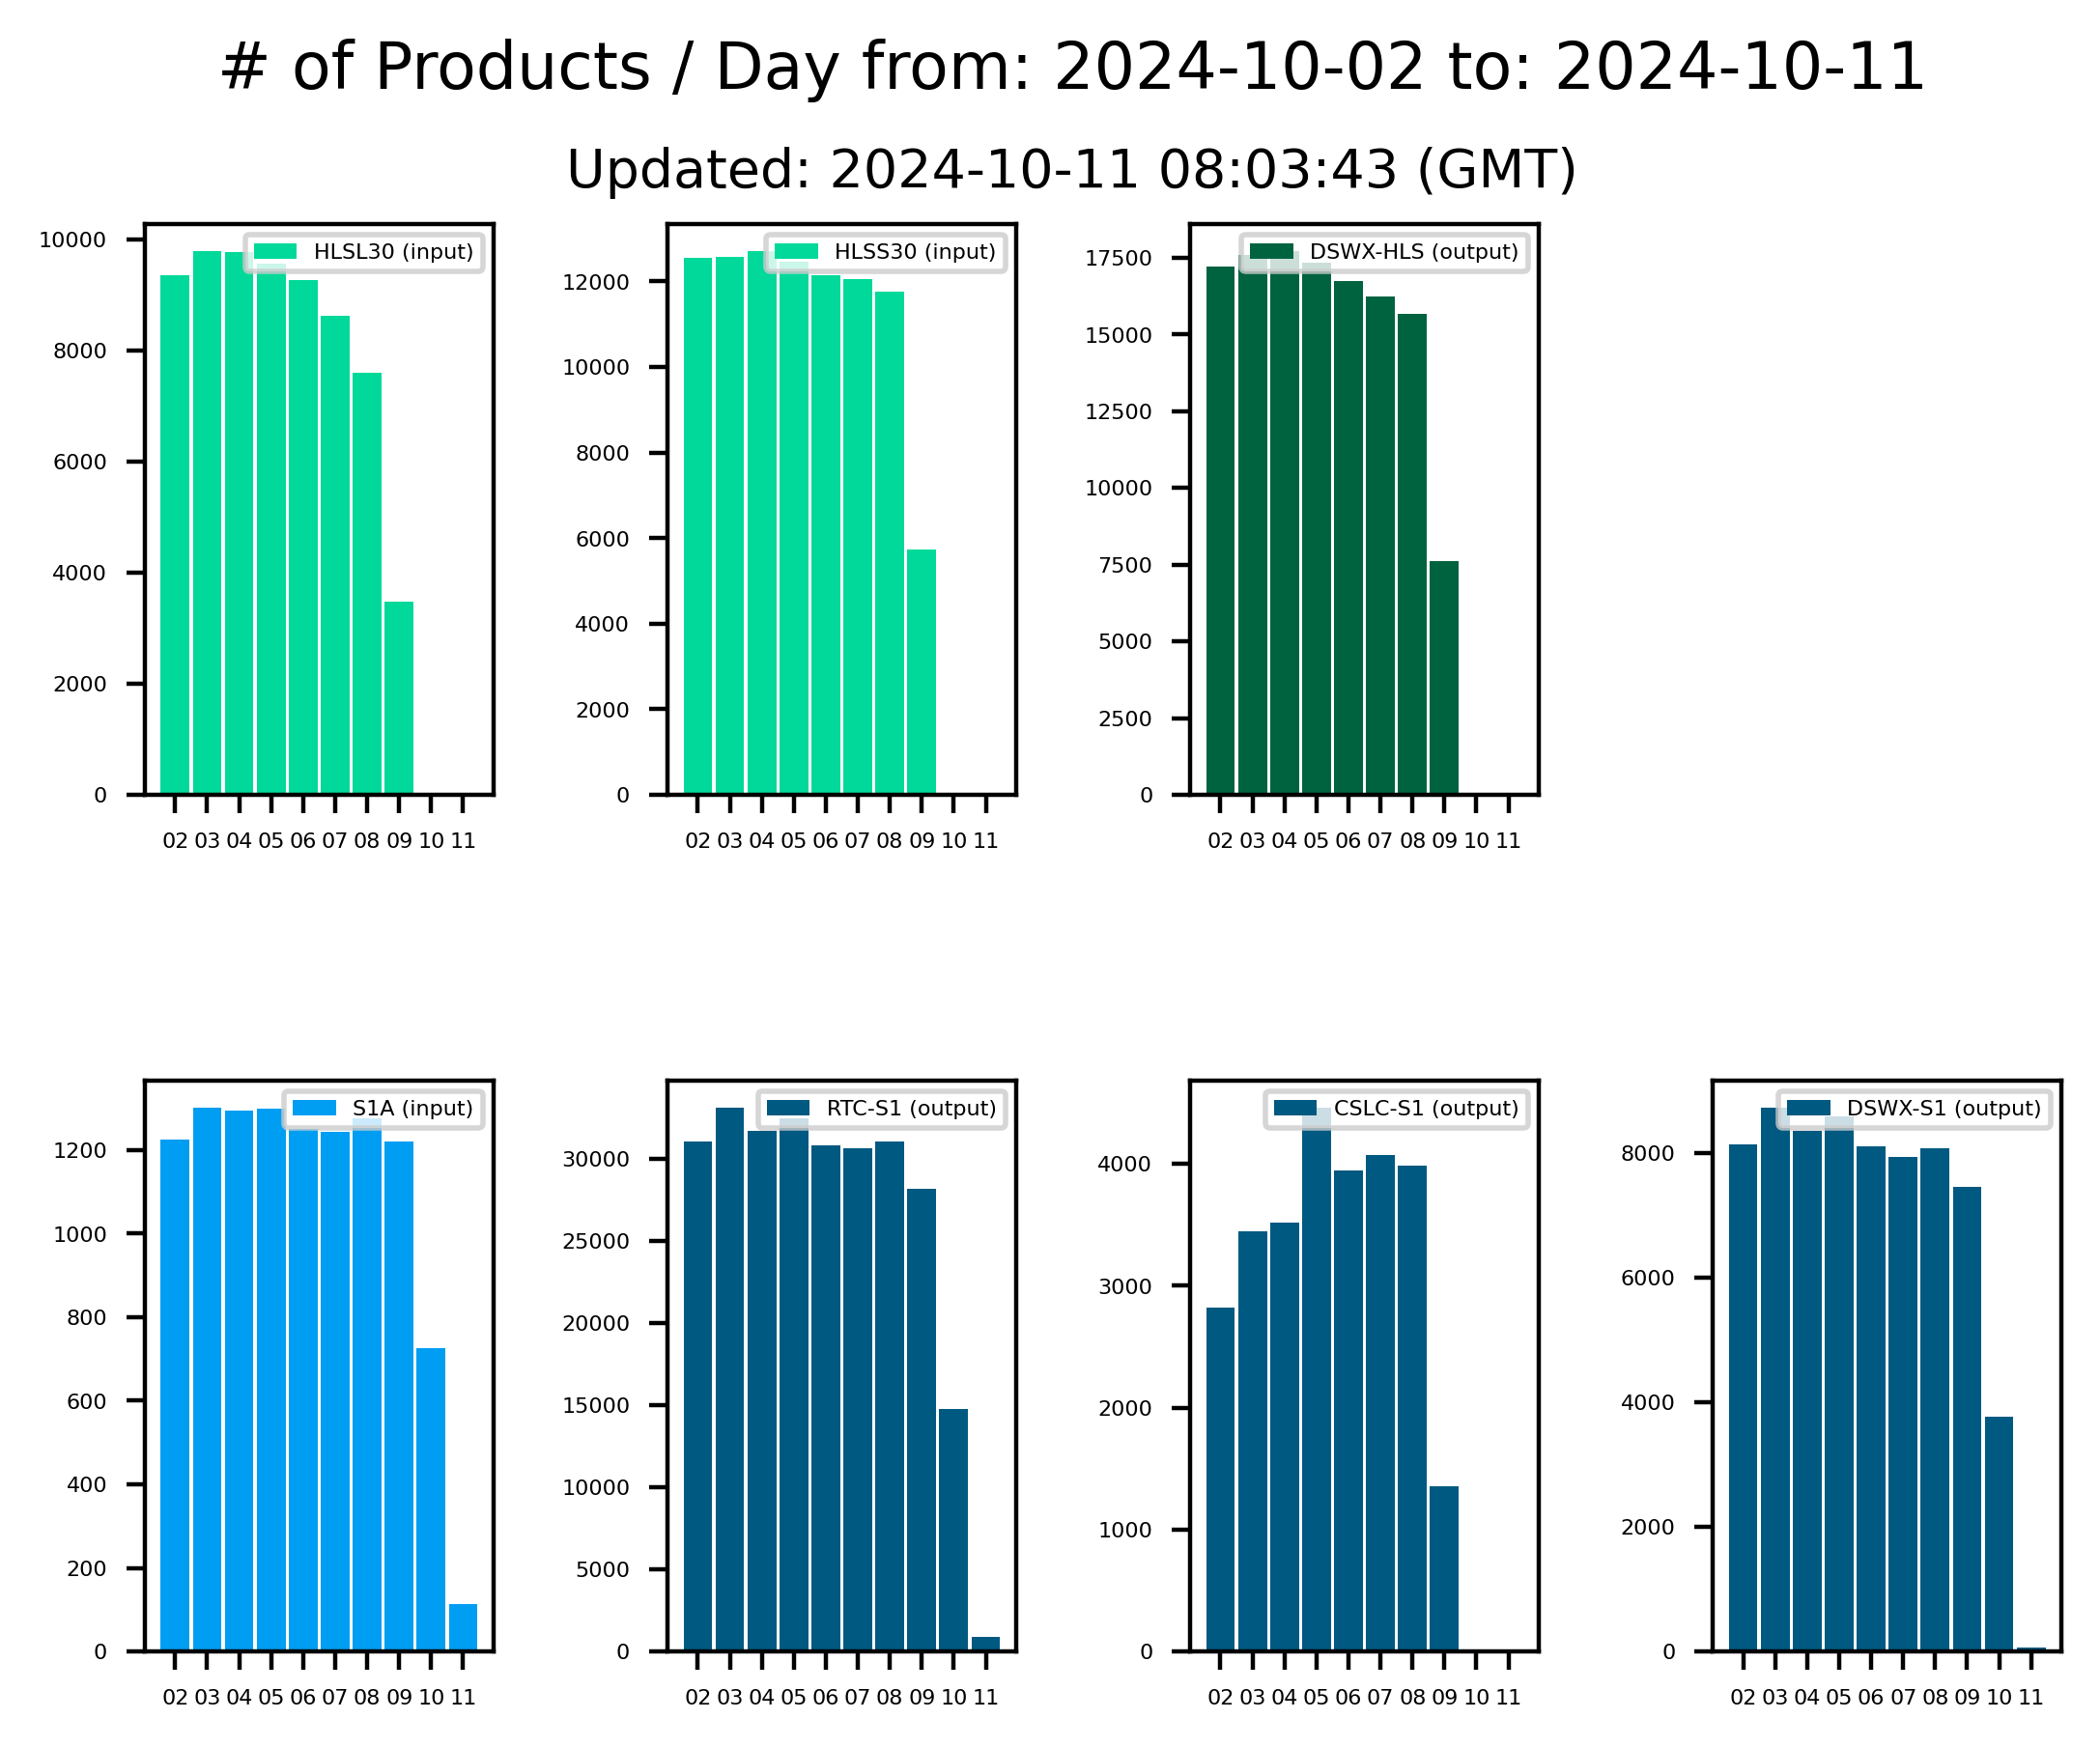 # of Products / Day from: 2024-10-02 to: 2024-10-11
Updated: 2024-10-11 08:03:43 (GMT)
HLSL30 (input)
10000
8000
6000
4000
2000
0
02 03 04 05 06 07 08 09 10 11
HLSS30 (input)
12000
10000
8000
6000
4000
2000
0
02 03 04 05 06 07 08 09 10 11
DSWX-HLS (output)
17500
15000
12500
10000
7500
5000
2500
0
02 03 04 05 06 07 08 09 10 11
S1A (input)
1200
1000
800
600
400
200
0
02 03 04 05 06 07 08 09 10 11
RTC-S1 (output)
30000
25000
20000
15000
10000
5000
0
02 03 04 05 06 07 08 09 10 11
CSLC-S1 (output)
4000
3000
2000
1000
0
02 03 04 05 06 07 08 09 10 11
DSWX-S1 (output)
8000
6000
4000
2000
0
02 03 04 05 06 07 08 09 10 11